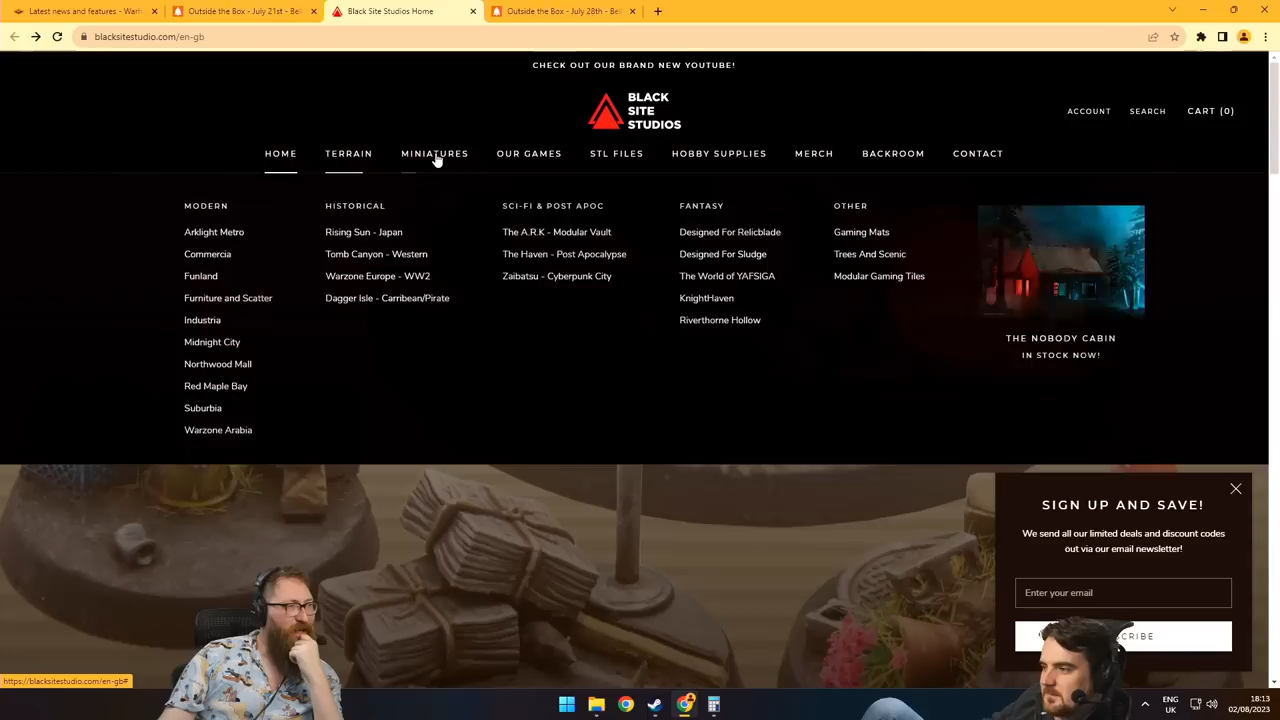 Latest news and features - Warh
Outside the Box - July 21st - Bel
Black Site Studios Home
Outside the Box - July 28th - Bel
blacksitestudio.com/en-gb
CHECK OUT OUR BRAND NEW YOUTUBE!
BLACK
SITE
STUDIOS
ACCOUNT SEARCH CART (0)
HOME TERRAIN MINIATURES OUR GAMES STL FILES HOBBY SUPPLIES MERCH BACKROOM CONTACT
MODERN
Arklight Metro
Commercia
Funland
Furniture and Scatter
Industria
Midnight City
Northwood Mall
Red Maple Bay
Suburbia
Warzone Arabia
HISTORICAL
Rising Sun - Japan
Tomb Canyon - Western
Warzone Europe - WW2
Dagger Isle - Carribean/Pirate
SCI-FI & POST APOC
The A.R.K - Modular Vault
The Haven - Post Apocalypse
Zaibatsu - Cyberpunk City
FANTASY
Designed For Relicblade
Designed For Sludge
The World of YAFSIGA
KnightHaven
Riverthorne Hollow
OTHER
Gaming Mats
Trees And Scenic
Modular Gaming Tiles
THE NOBODY CABIN
IN STOCK NOW!
SIGN UP AND SAVE!
We send all our limited deals and discount codes
out via our email newsletter!
Enter your email
CRIBE
https://blacksitestudio.com/en-gb#
ENG
UK
18:13
02/08/2023